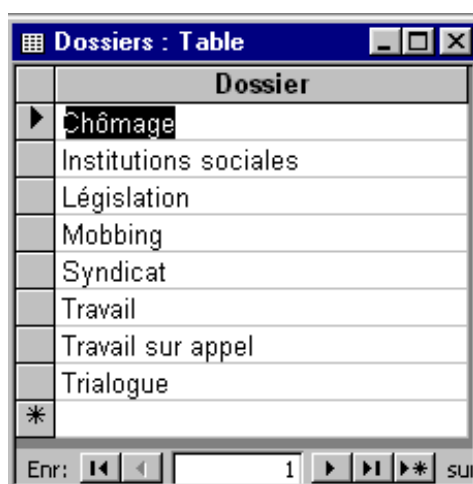 Dossiers : Table
Dossier
Chômage
Institutions sociales
Législation
Mobbing
Syndicat
Travail
Travail sur appel
Trialogue
Enr: 1 sur